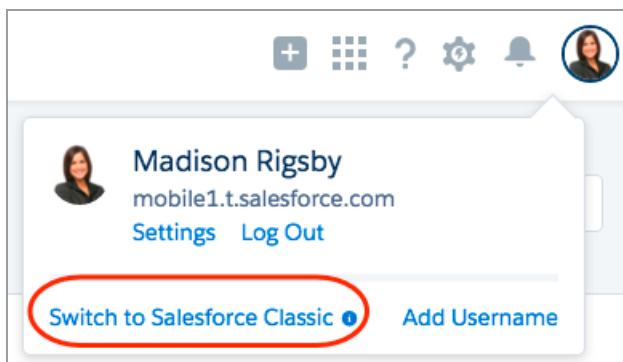 Madison Rigsby
mobile1.t.salesforce.com
Settings Log Out
Switch to Salesforce Classic Add Username